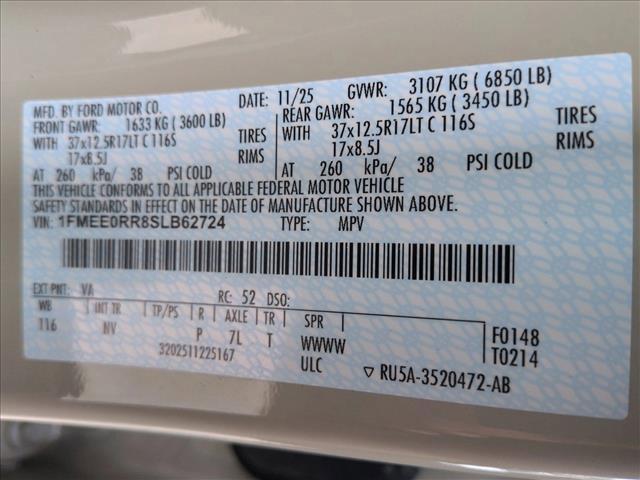 MFD. BY FORD MOTOR CO.
DATE: 11/25 GVWR: 3107 KG ( 6850 LB)
FRONT GAWR: 1633 KG ( 3600 LB)
WITH 37x12.5R17LT C 116S TIRES
17x8.5J RIMS
AT 260 kPa/ 38 PSI COLD
REAR GAWR: 1565 KG ( 3450 LB)
WITH 37x12.5R17LT C 116S TIRES
17x8.5J RIMS
AT 260 kPa/ 38 PSI COLD
THIS VEHICLE CONFORMS TO ALL APPLICABLE FEDERAL MOTOR VEHICLE
SAFETY STANDARDS IN EFFECT ON THE DATE OF MANUFACTURE SHOWN ABOVE.
VIN: 1FMEE0RR8SLB62724 TYPE: MPV
EXT PNT: VA RC: 52 DSO:
WB INT TR TP/PS R AXLE TR SPR
116 NV P 7L T WWWW
F0148
T0214
3202511225167 ULC
▽ RU5A-3520472-AB